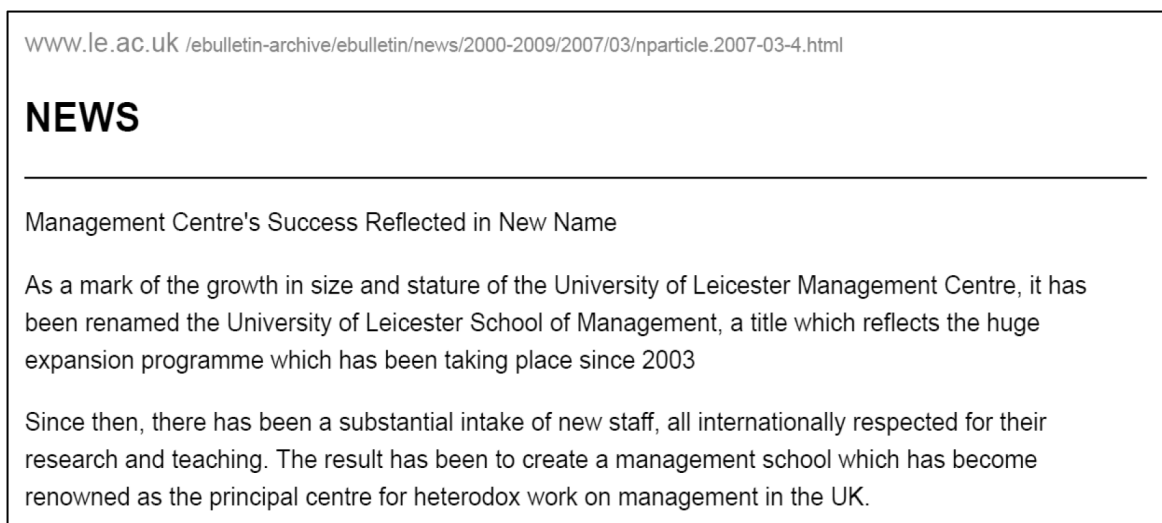 www.le.ac.uk /ebulletin-archive/ebulletin/news/2000-2009/2007/03/nparticle.2007-03-4.html
NEWS
Management Centre's Success Reflected in New Name
As a mark of the growth in size and stature of the University of Leicester Management Centre, it has
been renamed the University of Leicester School of Management, a title which reflects the huge
expansion programme which has been taking place since 2003
Since then, there has been a substantial intake of new staff, all internationally respected for their
research and teaching. The result has been to create a management school which has become
renowned as the principal centre for heterodox work on management in the UK.